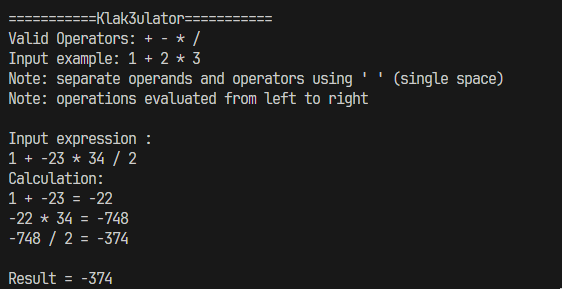 ===========Klak3ulator===========
Valid Operators: + - * /
Input example: 1 + 2 * 3
Note: separate operands and operators using ' ' (single space)
Note: operations evaluated from left to right
Input expression :
1 + -23 * 34 / 2
Calculation:
1 + -23 = -22
-22 * 34 = -748
-748 / 2 = -374
Result = -374